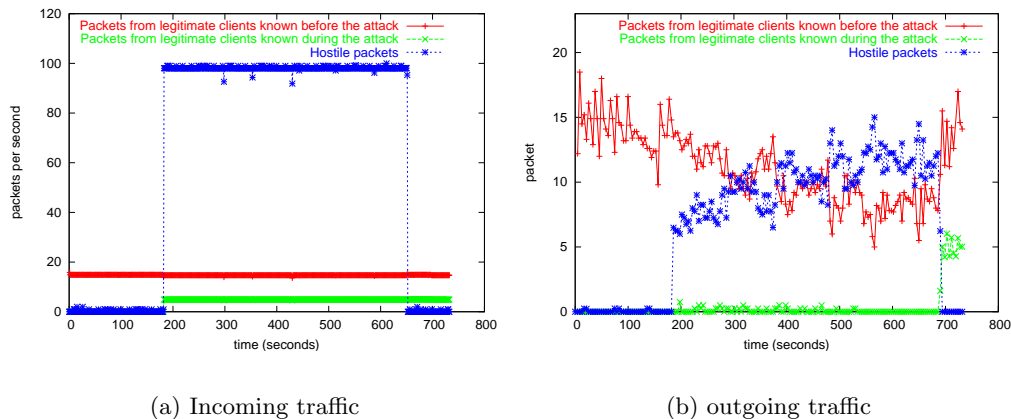 Packets from legitimate clients known before the attack
Packets from legitimate clients known during the attack
Hostile packets
120
100
80
60
40
20
0
packets per second
0 100 200 300 400 500 600 700 800
time (seconds)
(a) Incoming traffic
Packets from legitimate clients known before the attack
Packets from legitimate clients known during the attack
Hostile packets
20
15
10
5
0
packet
0 100 200 300 400 500 600 700 800
time (seconds)
(b) outgoing traffic